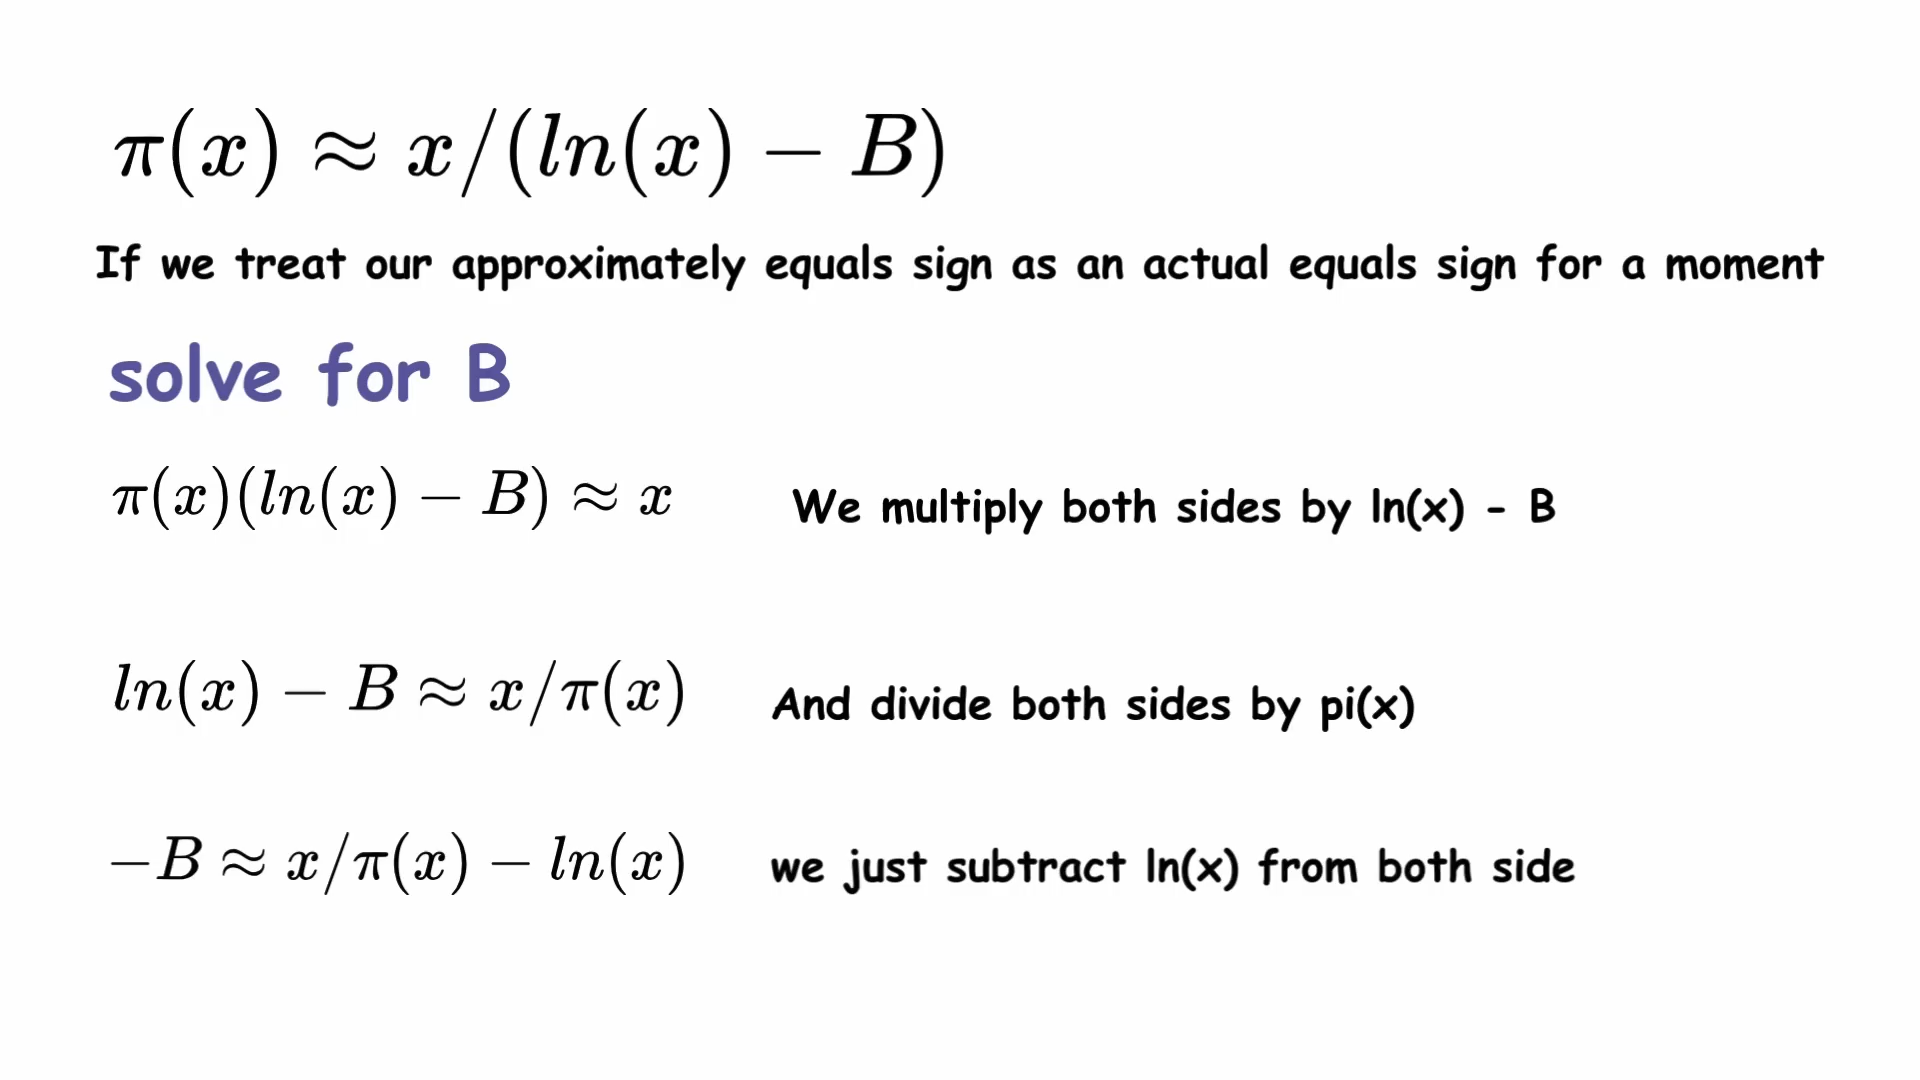 π(x) ≈ x/(ln(x) − B)
If we treat our approximately equals sign as an actual equals sign for a moment
solve for B
π(x)(ln(x) − B) ≈ x We multiply both sides by ln(x) - B
ln(x) − B ≈ x/π(x) And divide both sides by pi(x)
−B ≈ x/π(x) − ln(x) we just subtract ln(x) from both side